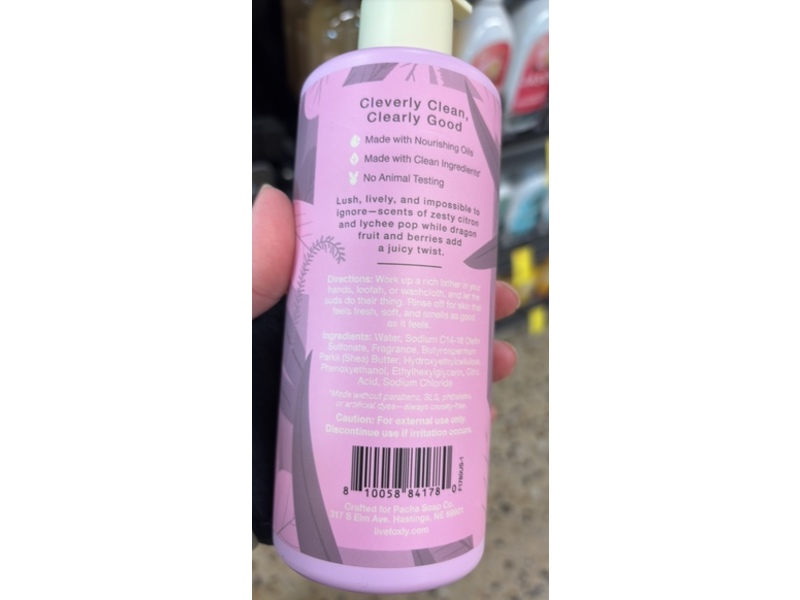 Cleverly Clean,
Clearly Good
Made with Nourishing Oils
Made with Clean Ingredients*
No Animal Testing
Lush, lively, and impossible to
ignore—scents of zesty citron
and lychee pop while dragon
fruit and berries add
a juicy twist.
Directions: Work up a rich lather in your
hands, loofah, or washcloth, and let the
suds do their thing. Rinse off for skin that
feels fresh, soft, and smells as good
as it feels.
Ingredients: Water, Sodium C14-16 Olefin
Sulfonate, Fragrance, Butyrospermum
Parkii (Shea) Butter, Hydroxyethylcellulose,
Phenoxyethanol, Ethylhexylglycerin, Citric
Acid, Sodium Chloride
*Made without parabens, SLS, phthalates,
or artificial dyes—always cruelty-free.
Caution: For external use only.
Discontinue use if irritation occurs.
8 10058 84178 0
Crafted for Pacha Soap Co.
317 S Elm Ave. Hastings, NE 68901
livefoxly.com